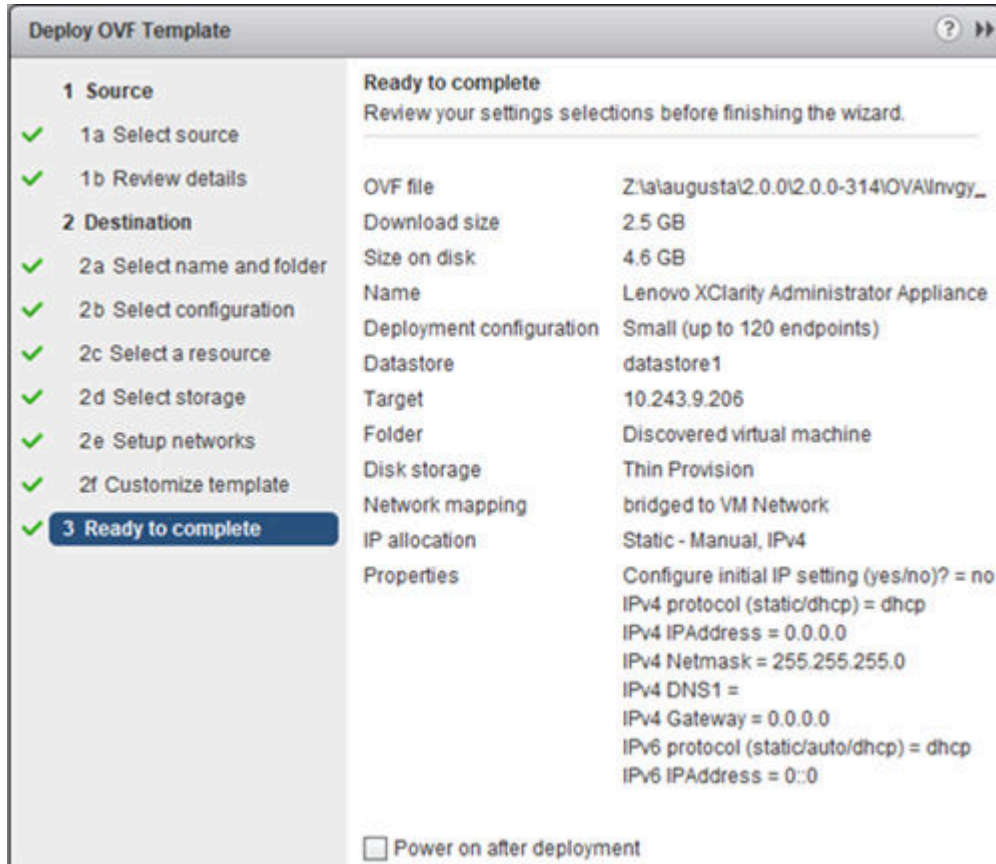 Deploy OVF Template
1 Source
1a Select source
1b Review details
2 Destination
2a Select name and folder
2b Select configuration
2c Select a resource
2d Select storage
2e Setup networks
2f Customize template
3 Ready to complete
Ready to complete
Review your settings selections before finishing the wizard.
OVF file Z:\a\augusta\2.0.0\2.0.0-314\OVA\Invgy_
Download size 2.5 GB
Size on disk 4.6 GB
Name Lenovo XClarity Administrator Appliance
Deployment configuration Small (up to 120 endpoints)
Datastore datastore1
Target 10.243.9.206
Folder Discovered virtual machine
Disk storage Thin Provision
Network mapping bridged to VM Network
IP allocation Static - Manual, IPv4
Properties Configure initial IP setting (yes/no)? = no
IPv4 protocol (static/dhcp) = dhcp
IPv4 IPAddress = 0.0.0.0
IPv4 Netmask = 255.255.255.0
IPv4 DNS1 =
IPv4 Gateway = 0.0.0.0
IPv6 protocol (static/auto/dhcp) = dhcp
IPv6 IPAddress = 0::0
Power on after deployment